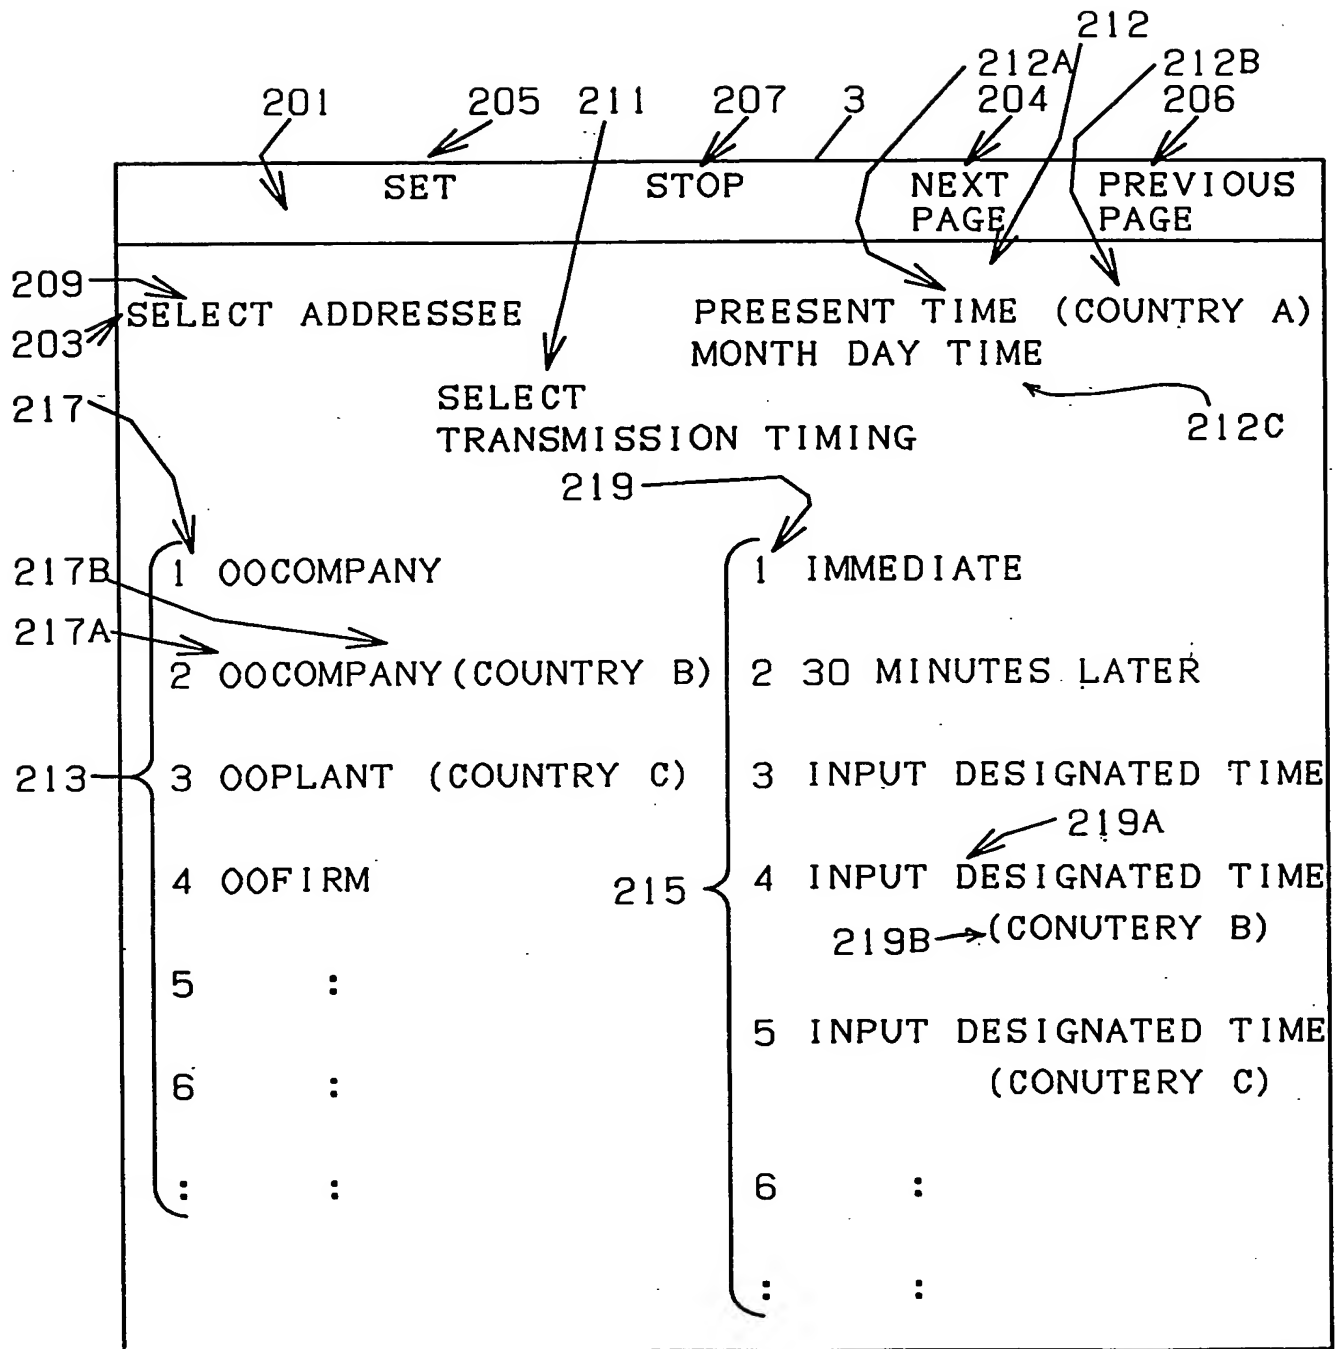 212
212A 212B
201 205 211 207 3 204 206
SET STOP NEXT PAGE PREVIOUS PAGE
209
SELECT ADDRESSEE PREESENT TIME (COUNTRY A)
203
MONTH DAY TIME
217
SELECT
TRANSMISSION TIMING
212C
219
217B
1 OOCOMPANY
1 IMMEDIATE
217A
2 OOCOMPANY (COUNTRY B)
2 30 MINUTES LATER
213
3 OOPLANT (COUNTRY C)
3 INPUT DESIGNATED TIME
219A
4 OOFIRM
215
4 INPUT DESIGNATED TIME
219B
(CONUTERY B)
5 :
5 INPUT DESIGNATED TIME
(CONUTERY C)
6 :
: :
6 :
: :